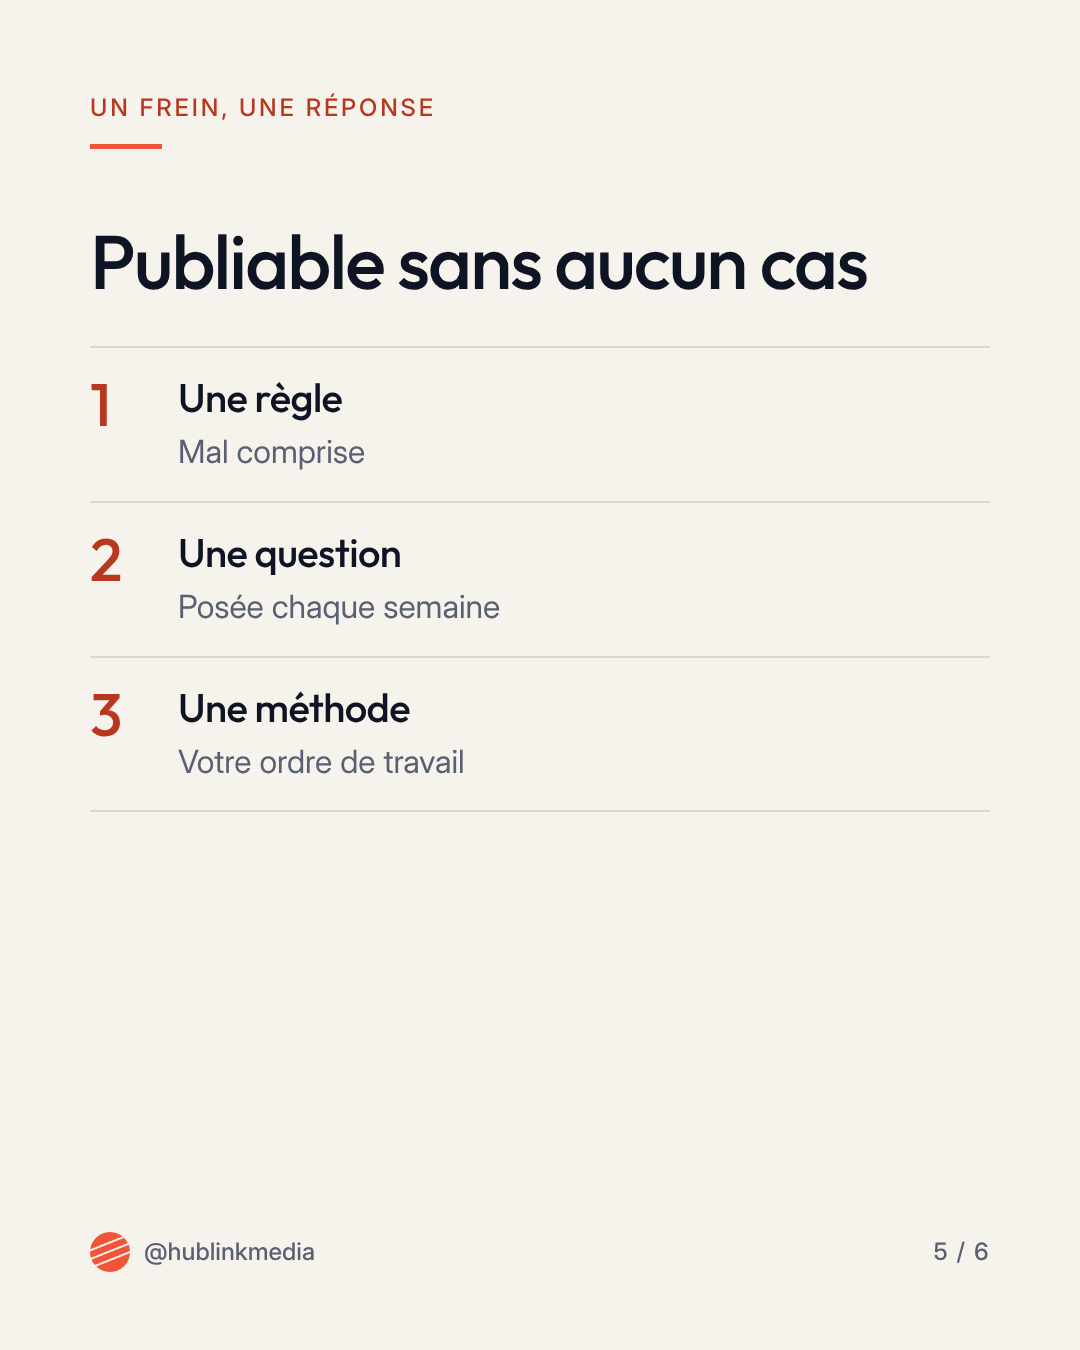 UN FREIN, UNE RÉPONSE
Publiable sans aucun cas
1
Une règle
Mal comprise
2
Une question
Posée chaque semaine
3
Une méthode
Votre ordre de travail
@hublinkmedia
5 / 6